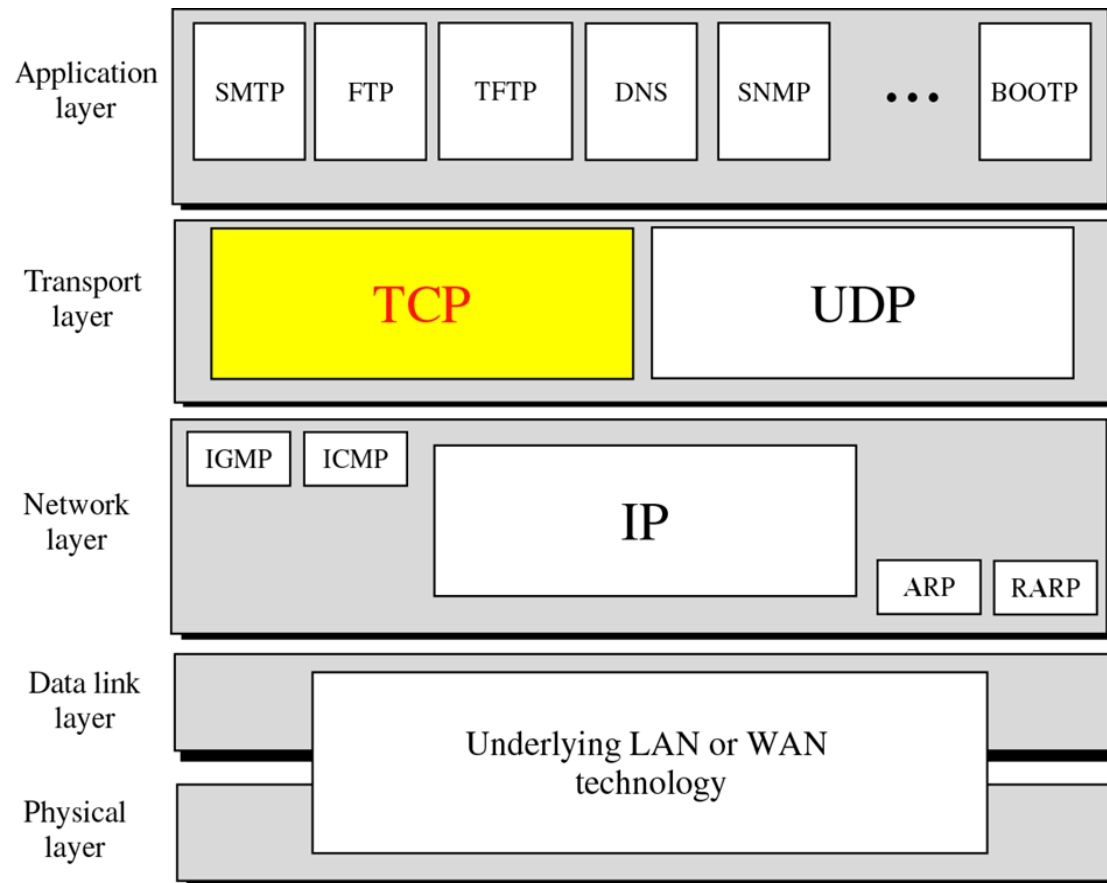 Application
layer
SMTP
FTP
TFTP
DNS
SNMP
...
BOOTP
Transport
layer
TCP
UDP
Network
layer
IGMP
ICMP
IP
ARP
RARP
Data link
layer
Underlying LAN or WAN
technology
Physical
layer